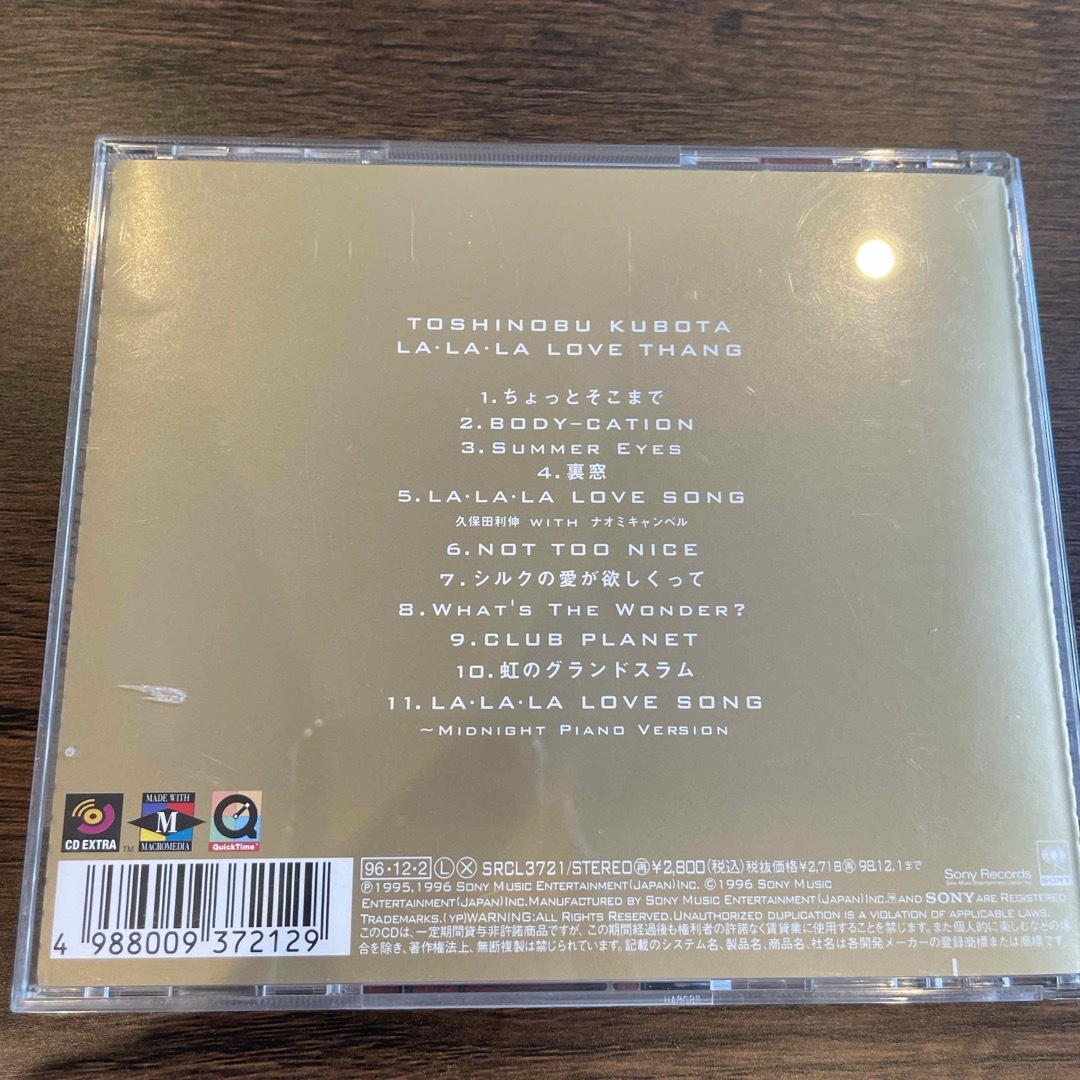 TOSHINOBU KUBOTA
LA・LA・LA LOVE THANG
1.ちょっとそこまで
2.BODY-CATION
3.SUMMER EYES
4.裏窓
5.LA・LA・LA LOVE SONG
久保田利伸 WITH ナオミキャンベル
6.NOT TOO NICE
7.シルクの愛が欲しくって
8.WHAT'S THE WONDER?
9.CLUB PLANET
10.虹のグランドスラム
11.LA・LA・LA LOVE SONG
~MIDNIGHT PIANO VERSION
CD EXTRA TM
MADE WITH
M
MACROMEDIA
Q
QuickTime™
4 988009 372129
96・12・2 L X SRCL3721/STEREO 再¥2,800(税込)税抜価格¥2,718再98.12.1まで
Ⓟ1995,1996 SONY MUSIC ENTERTAINMENT(JAPAN)INC. ©1996 SONY MUSIC
ENTERTAINMENT(JAPAN)INC.MANUFACTURED BY SONY MUSIC ENTERTAINMENT(JAPAN)INC. AND SONY ARE REGISTERED
TRADEMARKS.(YP)WARNING:ALL RIGHTS RESERVED.UNAUTHORIZED DUPLICATION IS A VIOLATION OF APPLICABLE LAWS.
このCDは、一定期間貸与非許諾商品ですが、この期間経過後も権利者の許諾なく賃貸業に使用することを禁じます。また個人的に楽しむなどの場
合を除き、著作権法上、無断複製は禁じられています。記載のシステム名、製品名、商品名、社名は各開発メーカーの登録商標または商標です。
Sony Records
SONY